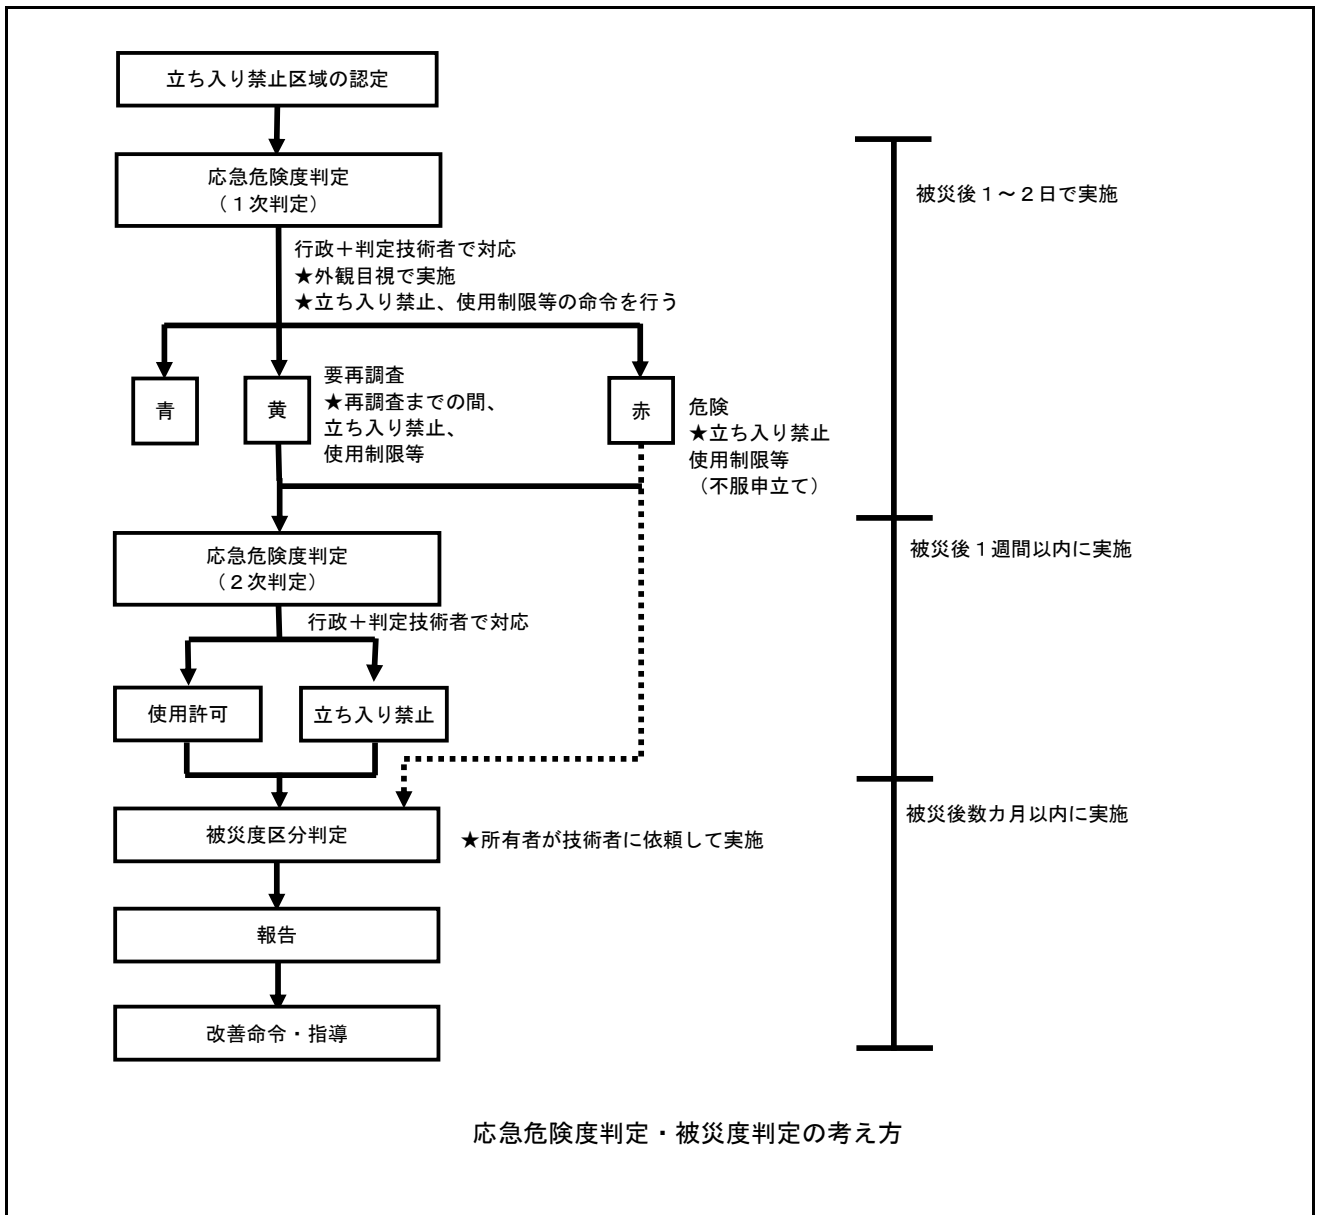 立ち入り禁止区域の認定
応急危険度判定
（１次判定）
被災後１～２日で実施
行政＋判定技術者で対応
★外観目視で実施
★立ち入り禁止、使用制限等の命令を行う
青
黄
要再調査
★再調査までの間、
立ち入り禁止、
使用制限等
赤
危険
★立ち入り禁止
使用制限等
（不服申立て）
応急危険度判定
（２次判定）
被災後１週間以内に実施
行政＋判定技術者で対応
使用許可
立ち入り禁止
被災度区分判定
★所有者が技術者に依頼して実施
被災後数カ月以内に実施
報告
改善命令・指導
応急危険度判定・被災度判定の考え方